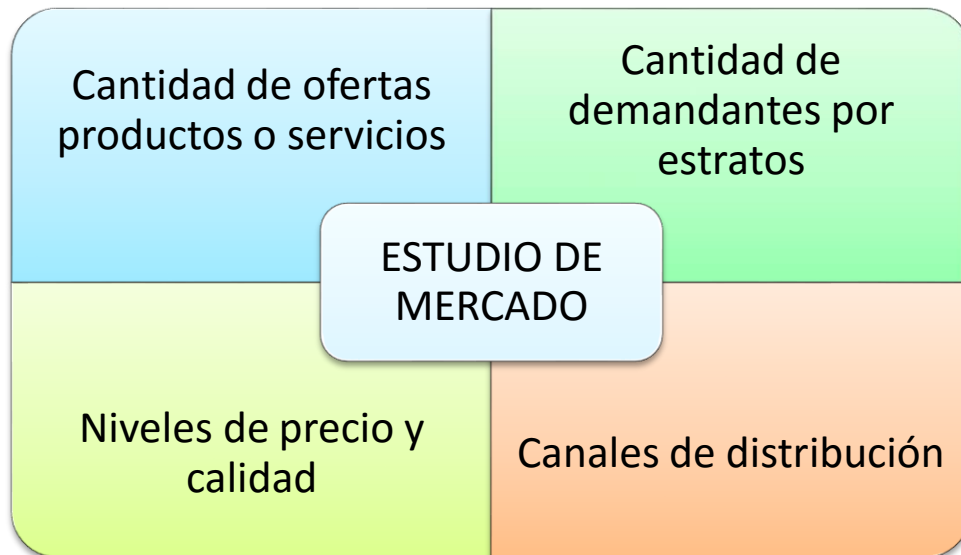 Cantidad de ofertas
productos o servicios
Cantidad de
demandantes por
estratos
ESTUDIO DE
MERCADO
Niveles de precio y
calidad
Canales de distribución